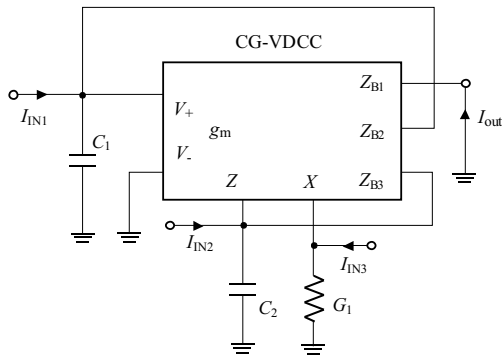 CG-VDCC
Z_B1
I_IN1
V_+
I_out
g_m
Z_B2
C_1
V_-
Z
X
Z_B3
I_IN2
I_IN3
C_2
G_1